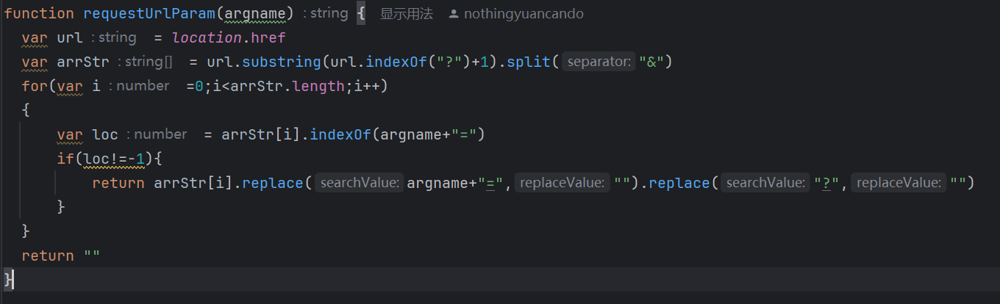 function requestUrlParam(argname) : string { 显示用法 nothingyuancando
var url : string = location.href
var arrStr : string[] = url.substring(url.indexOf("?")+1).split( separator: "&")
for(var i : number =0;i<arrStr.length;i++)
{
var loc : number = arrStr[i].indexOf(argname+"=")
if(loc!=-1){
return arrStr[i].replace( searchValue: argname+"=", replaceValue: "").replace( searchValue: "?", replaceValue: "")
}
}
return ""
}